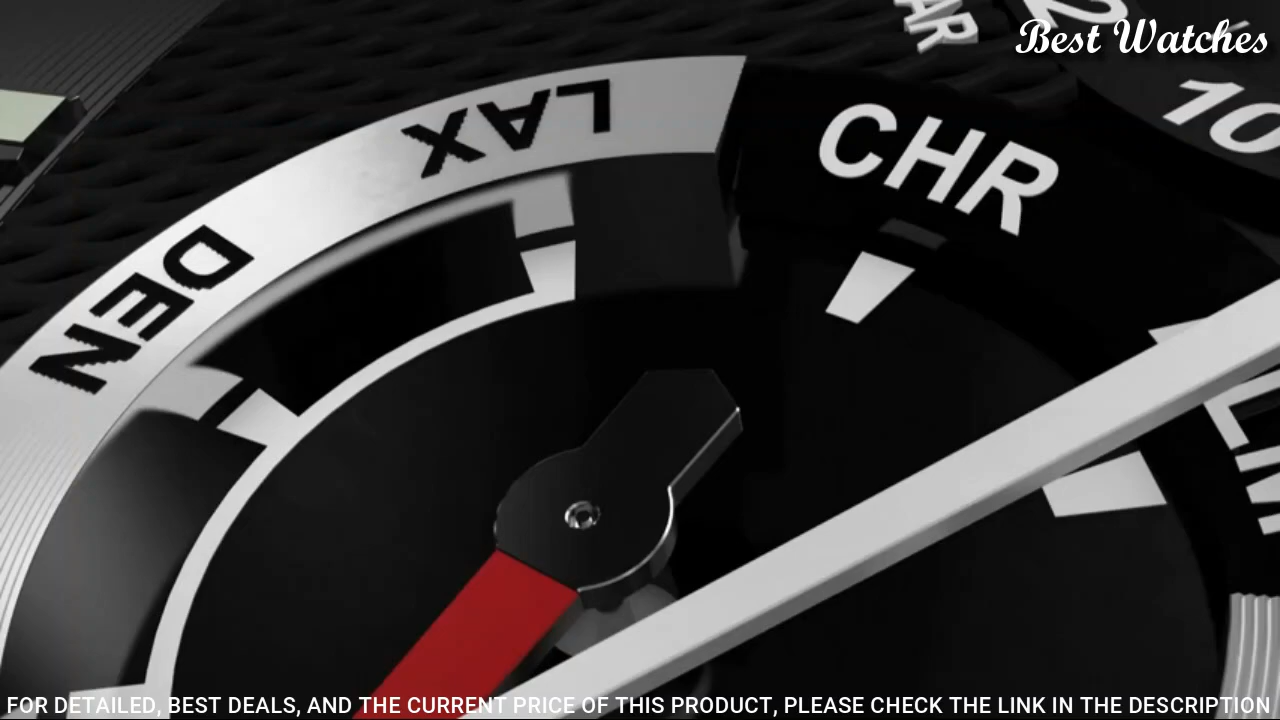 Best Watches
10
CHR
LAX
DEN
FOR DETAILED, BEST DEALS, AND THE CURRENT PRICE OF THIS PRODUCT, PLEASE CHECK THE LINK IN THE DESCRIPTION